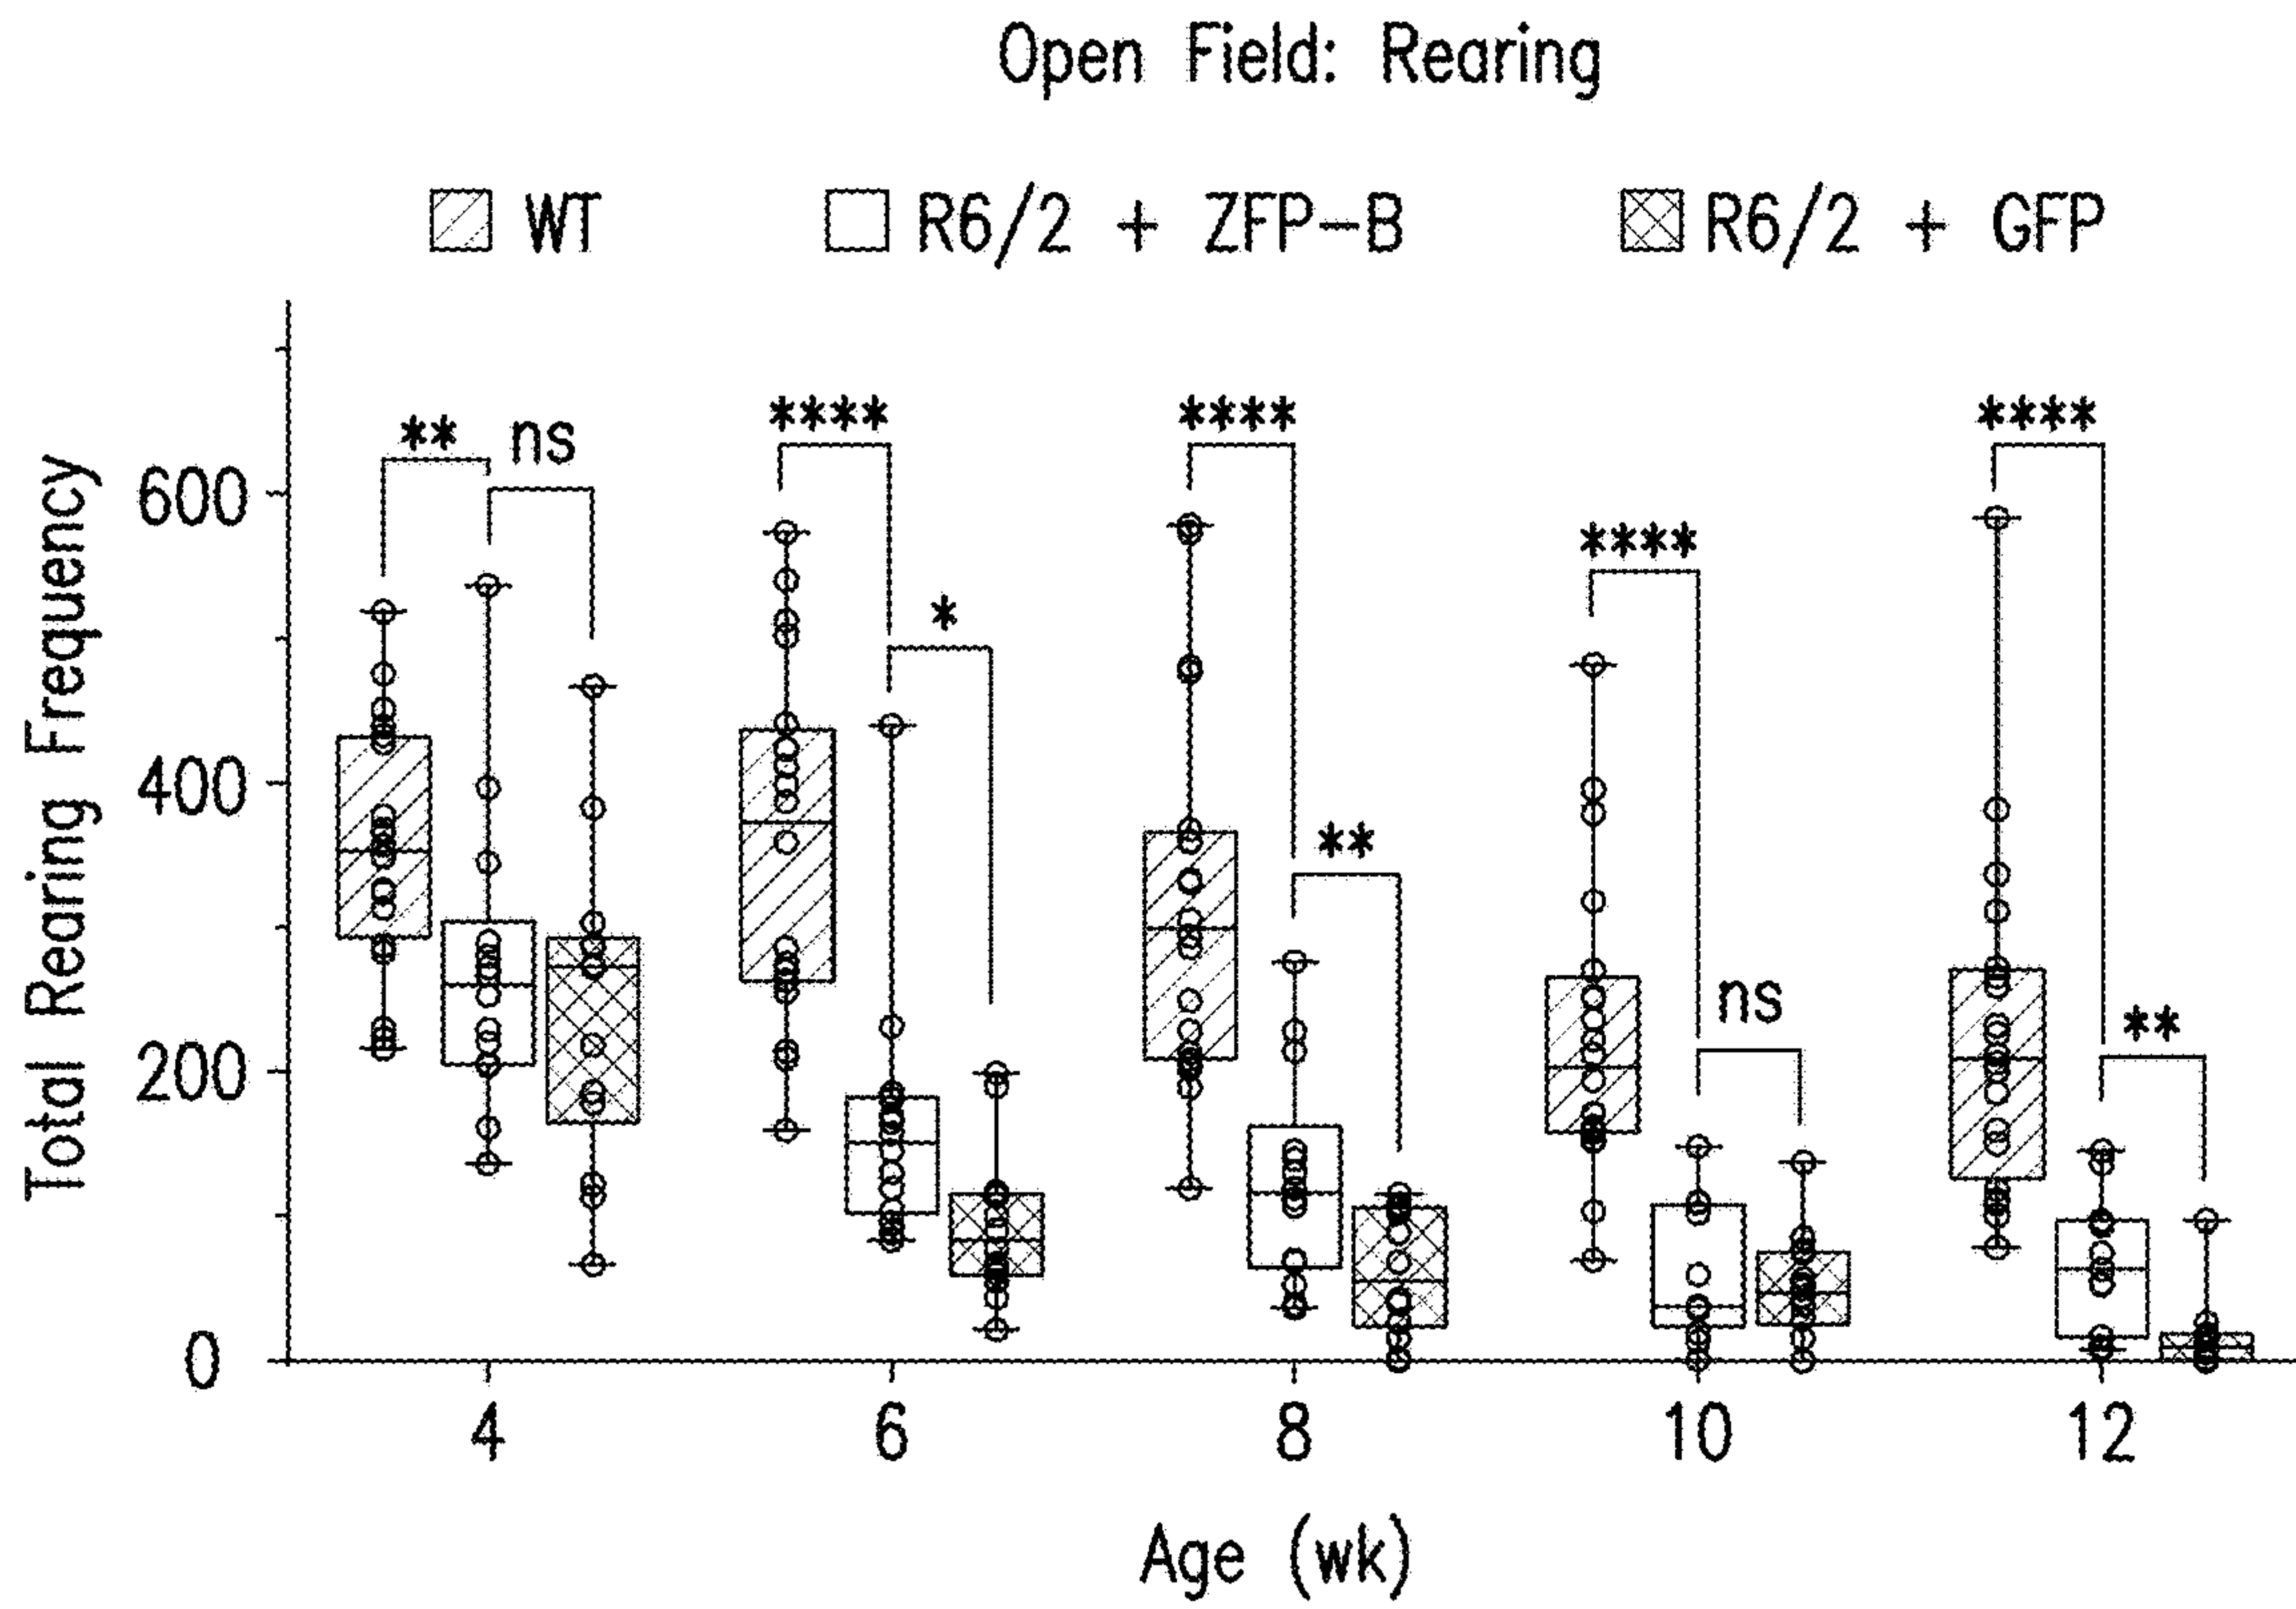 Open Field: Rearing
WT
R6/2 + ZFP-B
R6/2 + GFP
Total Rearing Frequency
600
400
200
0
** ns
****
*
****
**
****
ns
****
**
4 6 8 10 12
Age (wk)